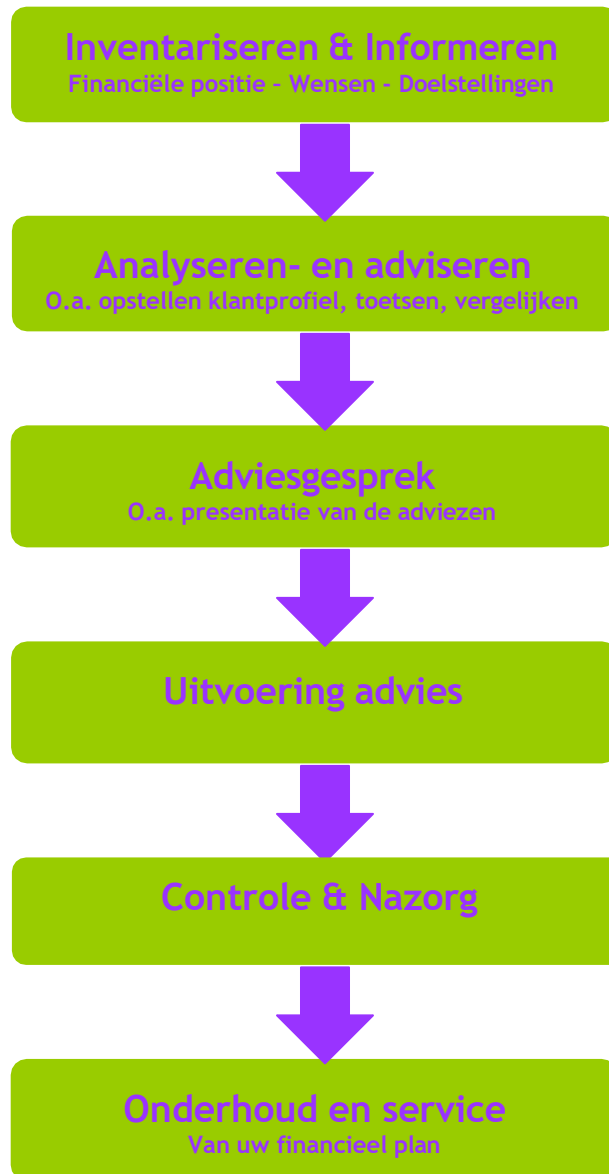 Inventariseren & Informeren
Financiële positie – Wensen - Doelstellingen
Analyseren- en adviseren
O.a. opstellen klantprofiel, toetsen, vergelijken
Adviesgesprek
O.a. presentatie van de adviezen
Uitvoering advies
Controle & Nazorg
Onderhoud en service
Van uw financieel plan